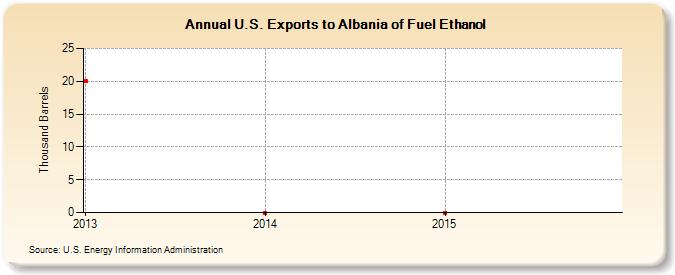 Annual U.S. Exports to Albania of Fuel Ethanol
Thousand Barrels
25
20
15
10
5
0
2013 2014 2015
Source: U.S. Energy Information Administration